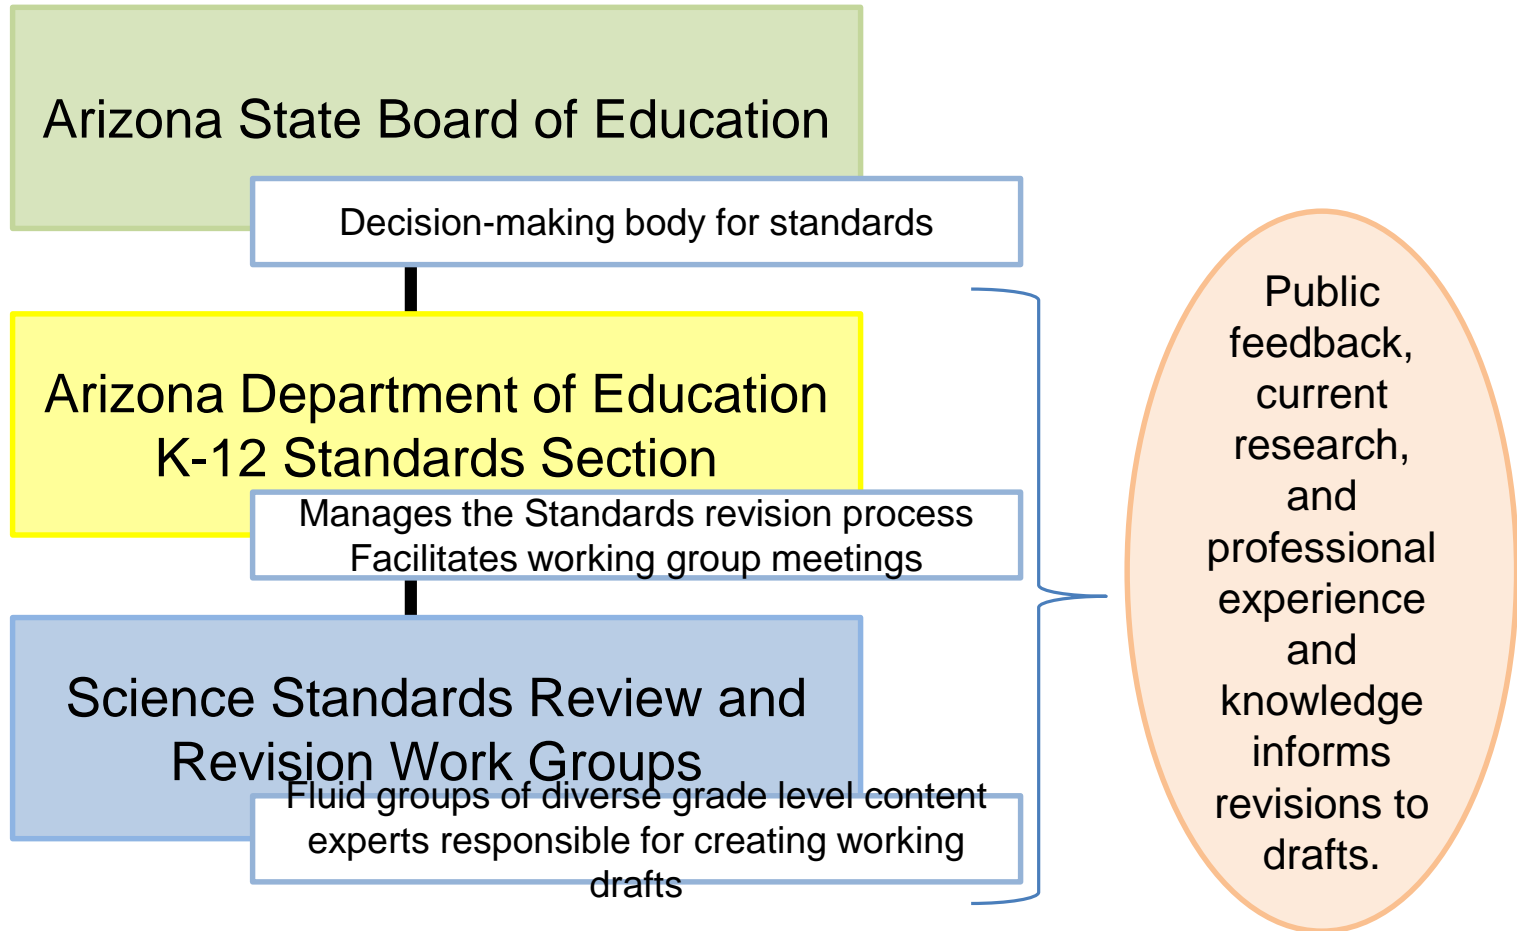 Arizona State Board of Education
Decision-making body for standards
Arizona Department of Education
K-12 Standards Section
Manages the Standards revision process
Facilitates working group meetings
Science Standards Review and
Revision Work Groups
Fluid groups of diverse grade level content
experts responsible for creating working
drafts
Public
feedback,
current
research,
and
professional
experience
and
knowledge
informs
revisions to
drafts.